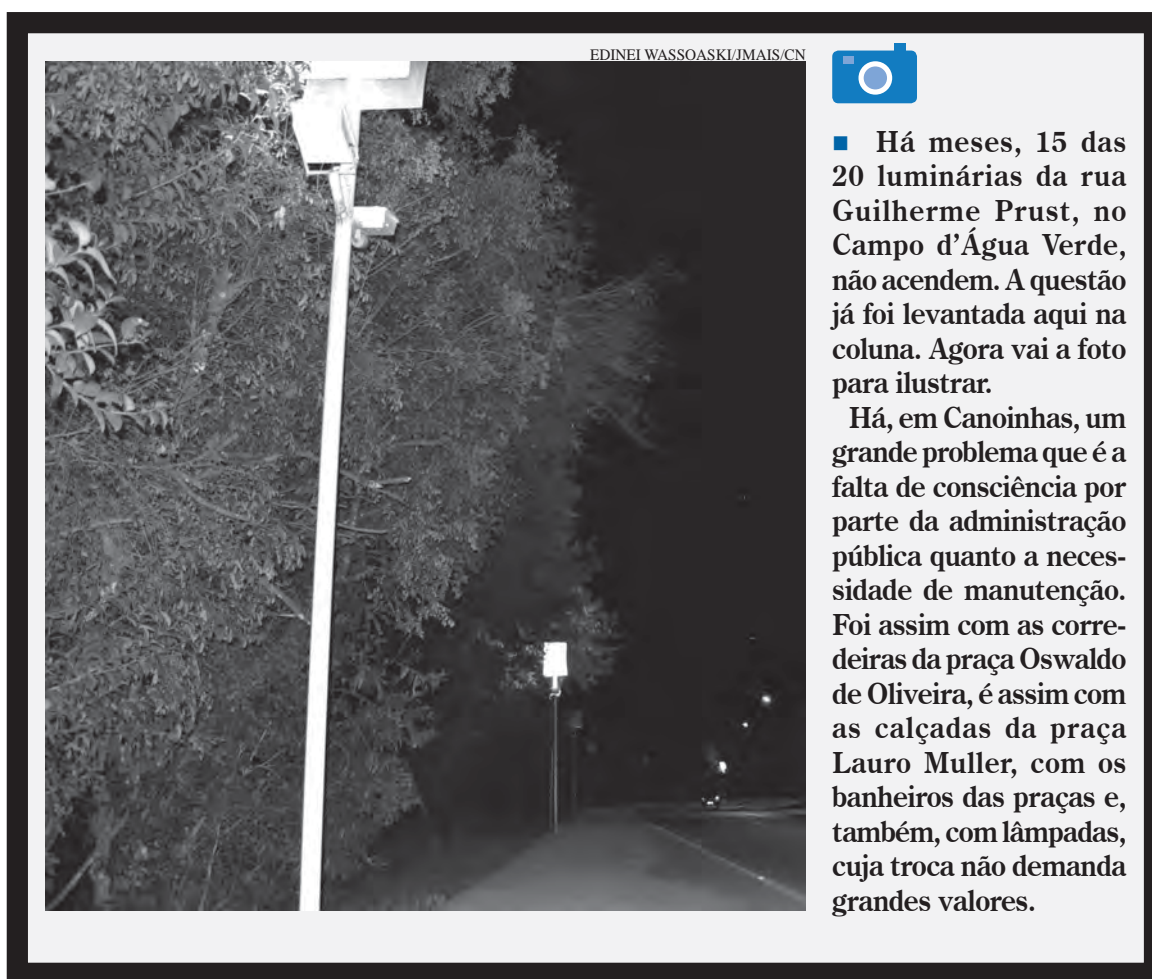 EDINEI WASSOASKI/JMAIS/CN
Há meses, 15 das
20 luminárias da rua
Guilherme Prust, no
Campo d'Água Verde,
não acendem. A questão
já foi levantada aqui na
coluna. Agora vai a foto
para ilustrar.
Há, em Canoinhas, um
grande problema que é a
falta de consciência por
parte da administração
pública quanto a neces-
sidade de manutenção.
Foi assim com as corre-
deiras da praça Oswaldo
de Oliveira, é assim com
as calçadas da praça
Lauro Muller, com os
banheiros das praças e,
também, com lâmpadas,
cuja troca não demanda
grandes valores.